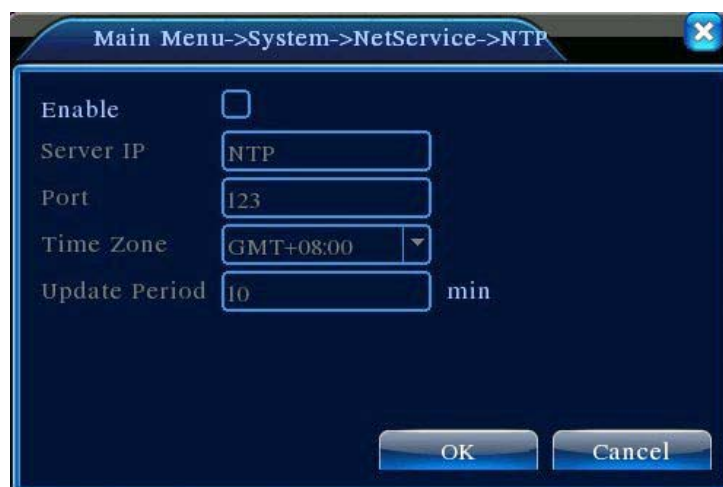 Main Menu->System->NetService->NTP
Enable
Server IP NTP
Port 123
Time Zone GMT+08:00
Update Period 10 min
OK Cancel